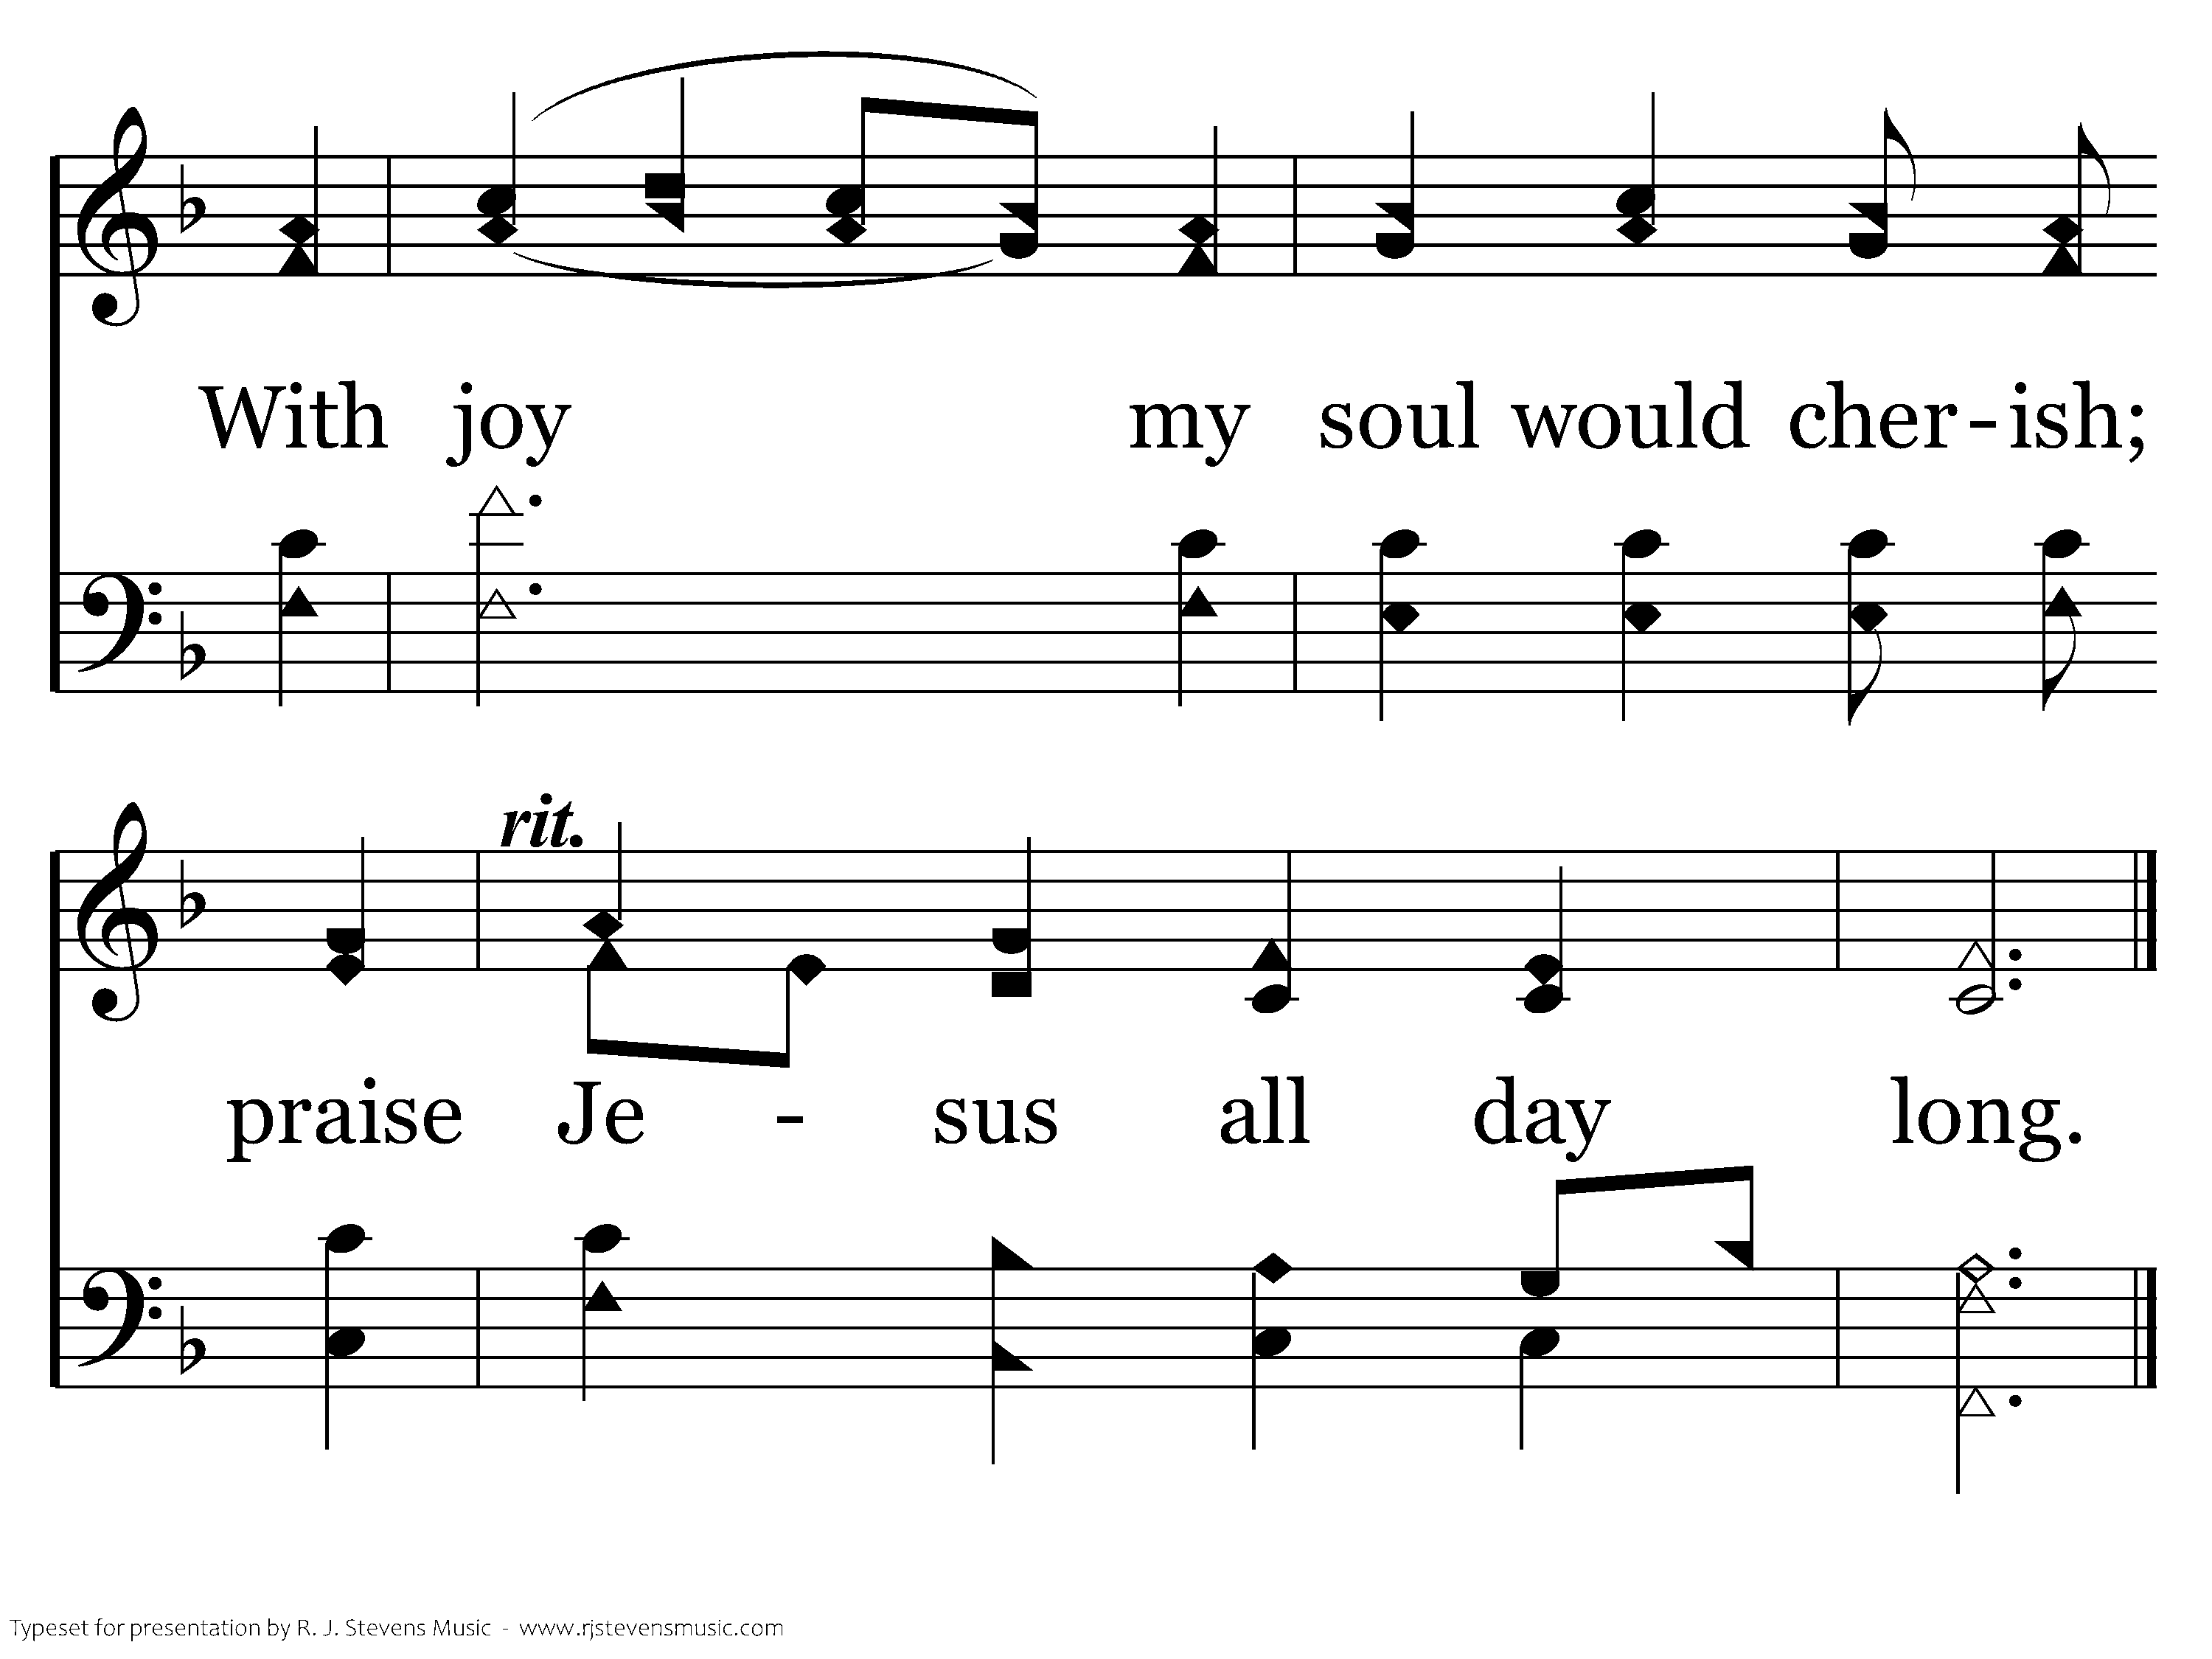 With joy my soul would cher-ish;
rit.
praise Je - sus all day long.
Typeset for presentation by R. J. Stevens Music - www.rjstevensmusic.com